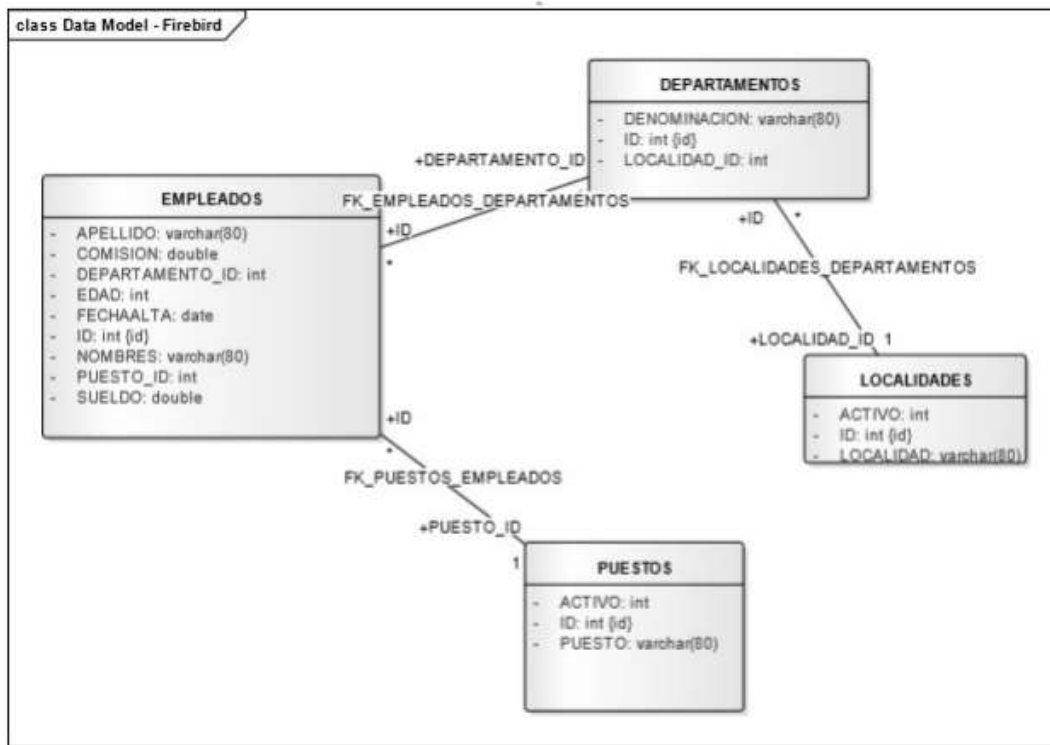 class Data Model - Firebird
DEPARTAMENTOS
- DENOMINACION: varchar(80)
- ID: int {id}
- LOCALIDAD_ID: int
+DEPARTAMENTO_ID
EMPLEADOS
- APELLIDO: varchar(80)
- COMISION: double
- DEPARTAMENTO_ID: int
- EDAD: int
- FECHAALTA: date
- ID: int {id}
- NOMBRES: varchar(80)
- PUESTO_ID: int
- SUELDO: double
FK_EMPLEADOS_DEPARTAMENTOS
+ID
*
+ID *
FK_LOCALIDADES_DEPARTAMENTOS
+LOCALIDAD_ID 1
LOCALIDADES
- ACTIVO: int
- ID: int {id}
- LOCALIDAD: varchar(80)
+ID
*
FK_PUESTOS_EMPLEADOS
+PUESTO_ID
1
PUESTOS
- ACTIVO: int
- ID: int {id}
- PUESTO: varchar(80)